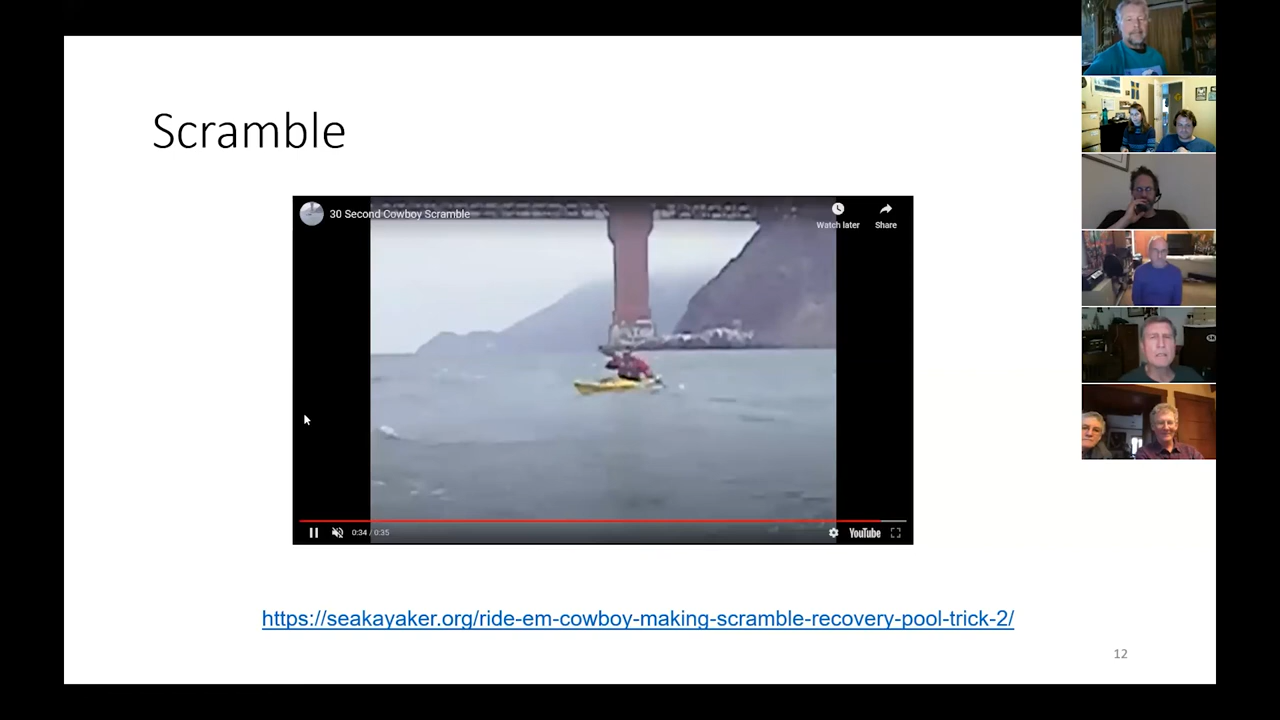 Scramble
30 Second Cowboy Scramble
Watch later
Share
0:34 / 0:35
YouTube
https://seakayaker.org/ride-em-cowboy-making-scramble-recovery-pool-trick-2/
12